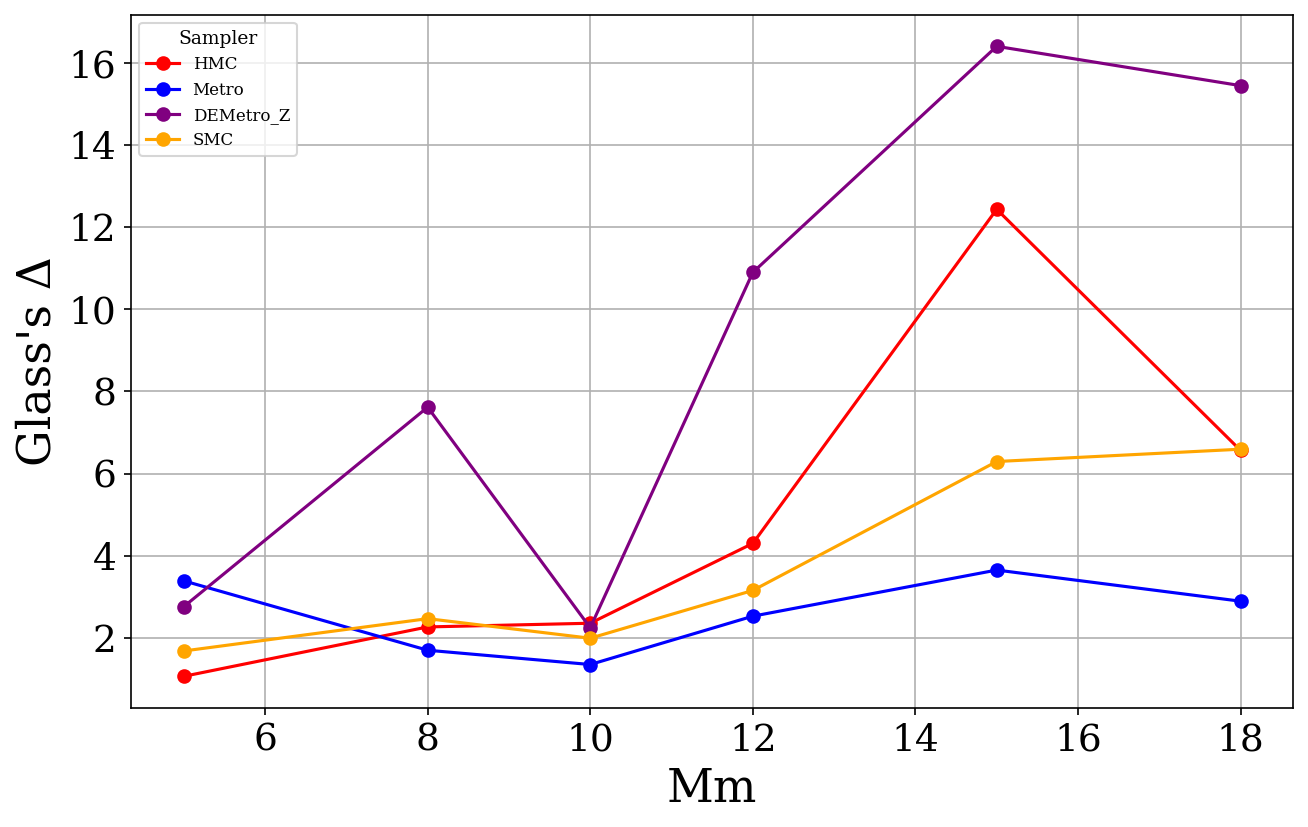 Sampler
HMC
Metro
DEMetro_Z
SMC
Glass's Δ
16
14
12
10
8
6
4
2
6 8 10 12 14 16 18
Mm